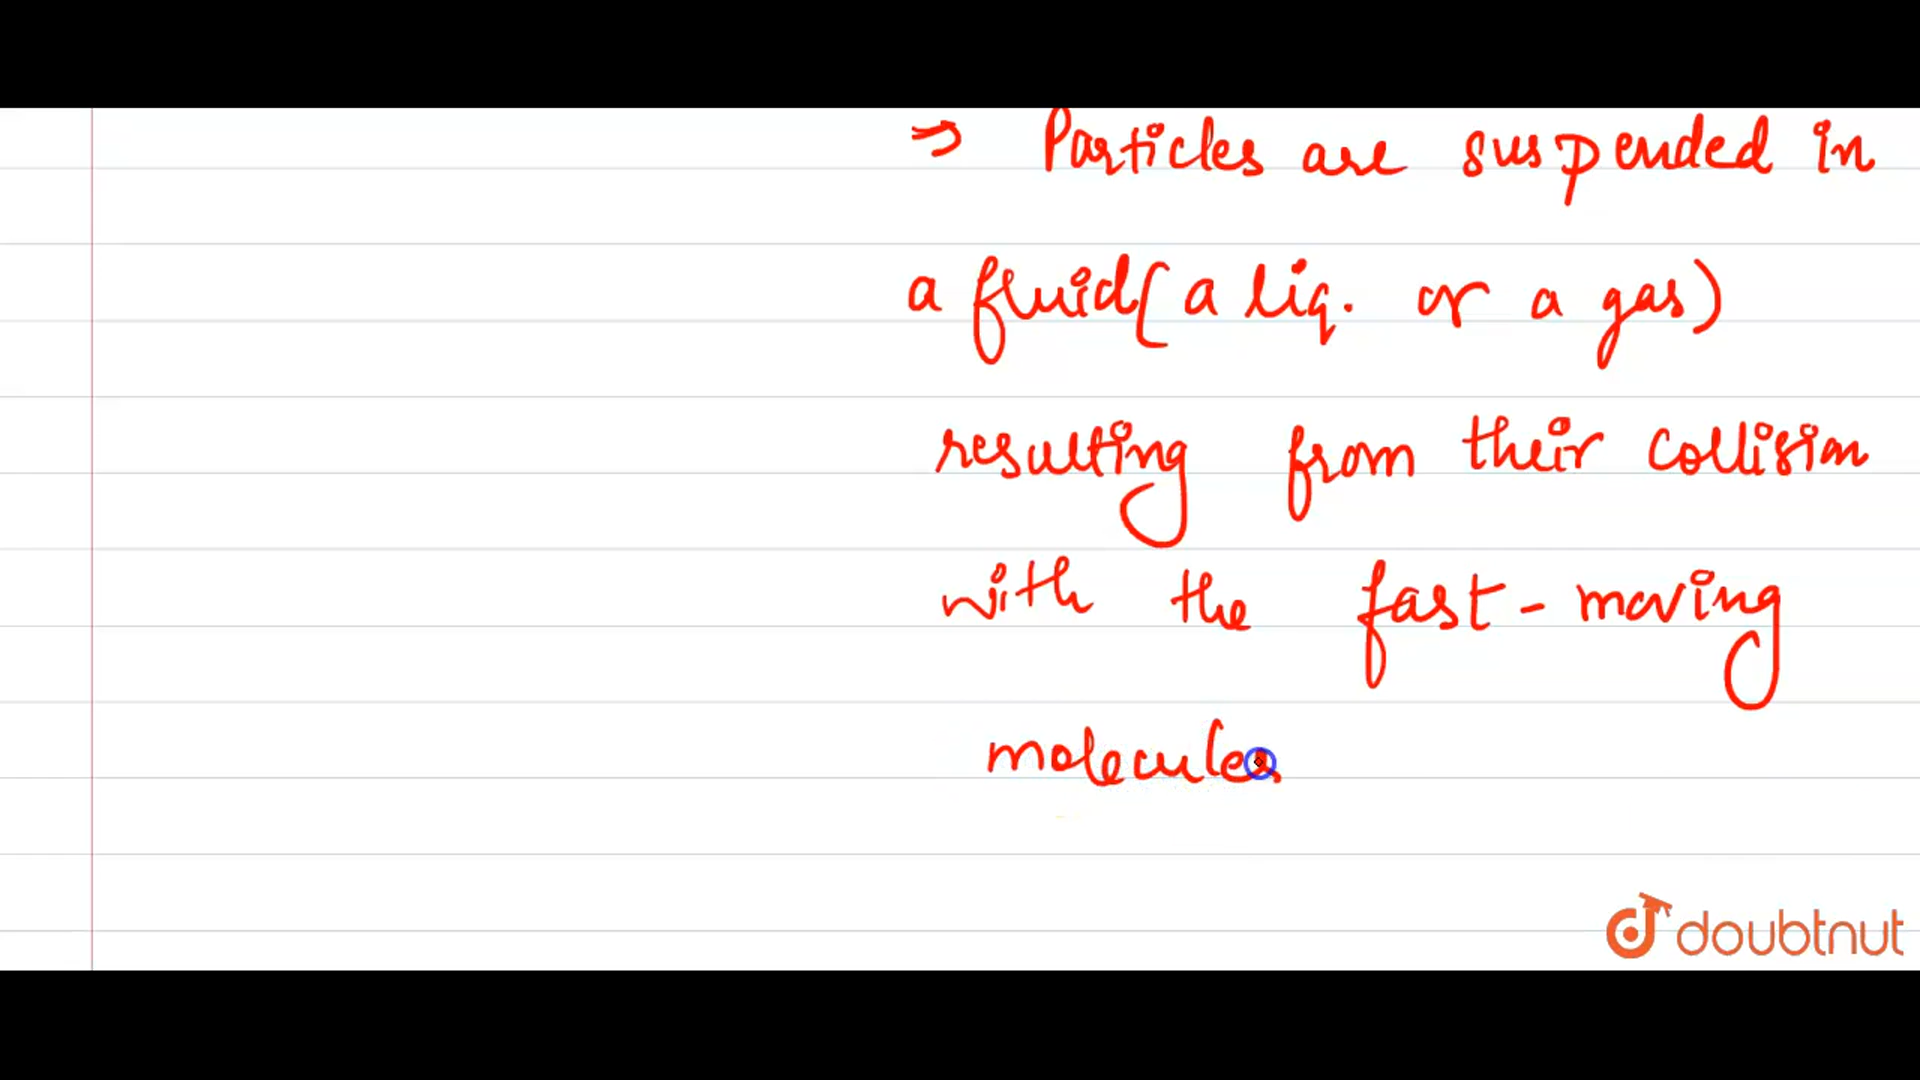 ⇒ Particles are suspended in
a fluid( a liq. or a gas)
resulting from their collision
with the fast-moving
molecules
doubtnut